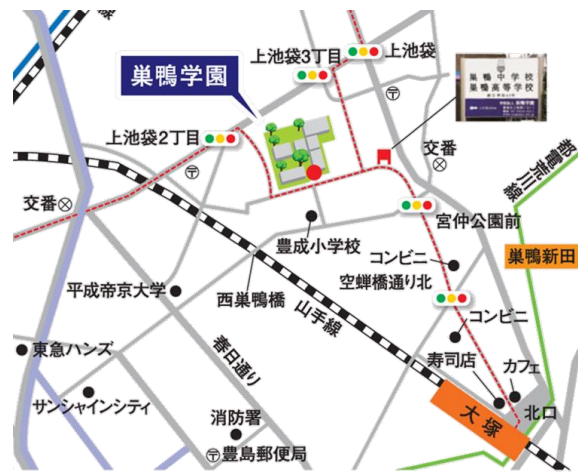 巣鴨学園
上池袋3丁目
上池袋
上池袋2丁目
巣鴨中学校
巣鴨高等学校
交番
都電荒川線
交番
豊成小学校
宮仲公園前
巣鴨新田
コンビニ
空蝉橋通り北
平成帝京大学
西巣鴨橋
山手線
コンビニ
東急ハンズ
春日通り
寿司店
カフェ
サンシャインシティ
大塚
北口
消防署
〒豊島郵便局